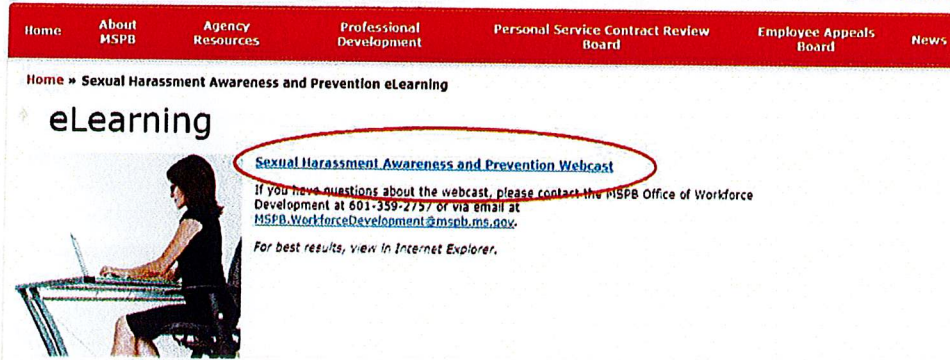 Home
About MSPB
Agency Resources
Professional Development
Personal Service Contract Review Board
Employee Appeals Board
News
Home » Sexual Harassment Awareness and Prevention eLearning
eLearning
Sexual Harassment Awareness and Prevention Webcast
If you have questions about the webcast, please contact the MSPB Office of Workforce
Development at 601-359-2757 or via email at
MSPB.WorkforceDevelopment@mspb.ms.gov.
For best results, view in Internet Explorer.